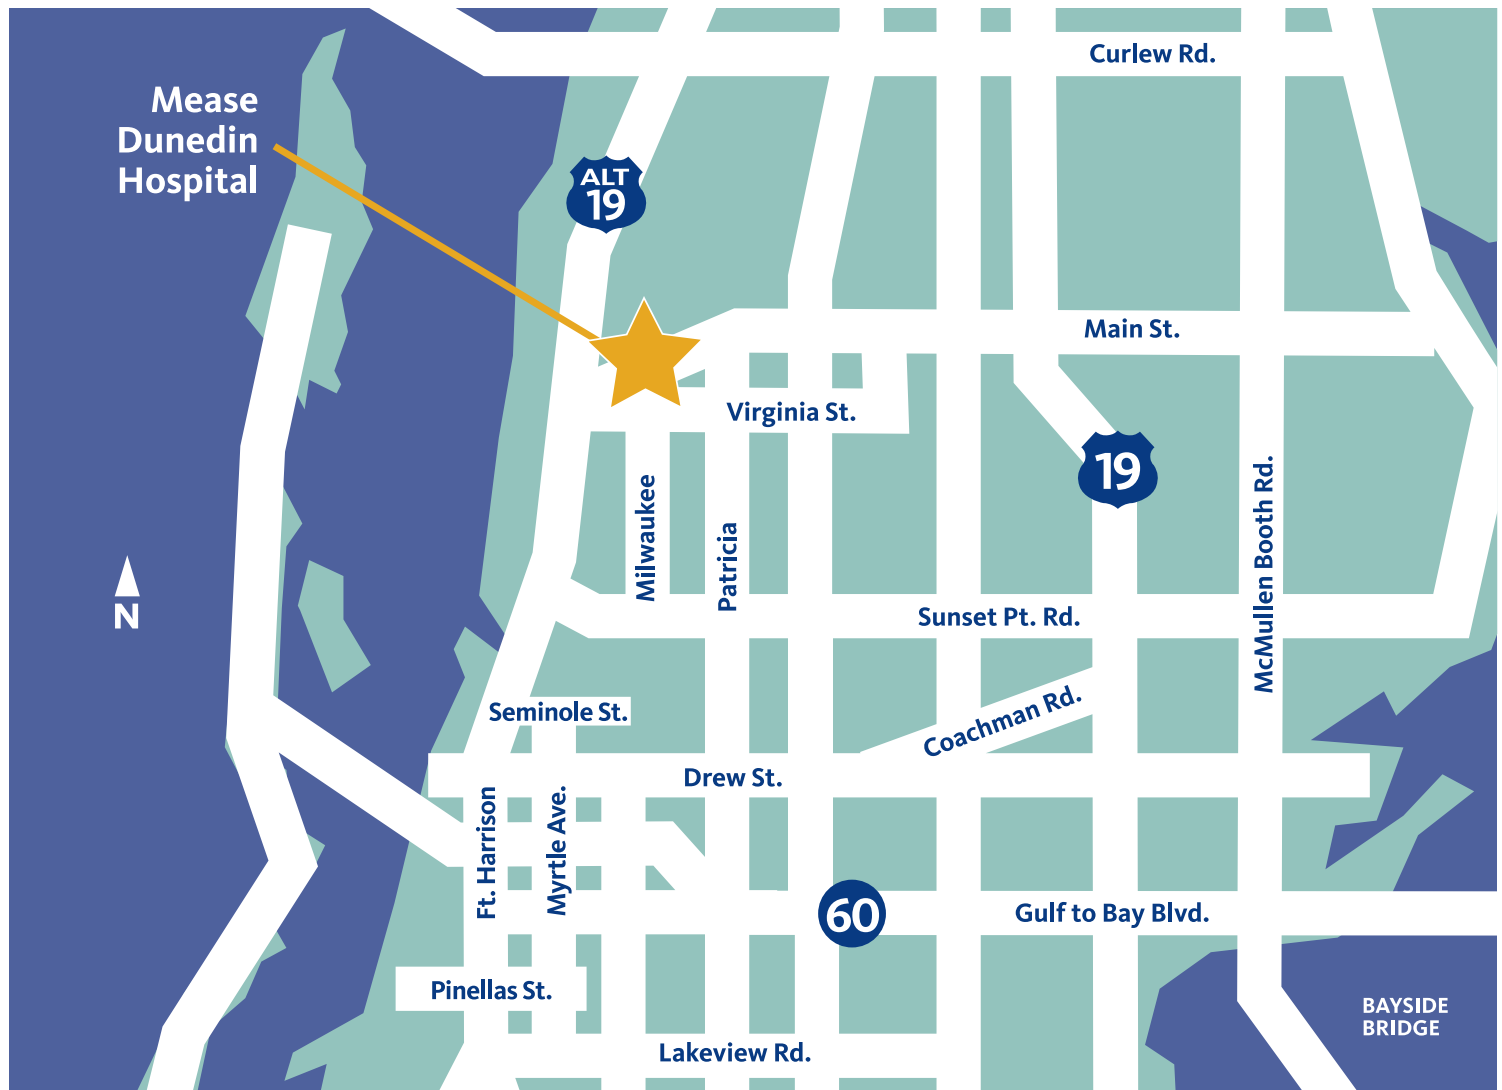 Curlew Rd.
Mease
Dunedin
Hospital
ALT
19
Main St.
Virginia St.
19
Milwaukee
Patricia
McMullen Booth Rd.
N
Sunset Pt. Rd.
Seminole St.
Coachman Rd.
Drew St.
Ft. Harrison
Myrtle Ave.
60
Gulf to Bay Blvd.
Pinellas St.
BAYSIDE
BRIDGE
Lakeview Rd.